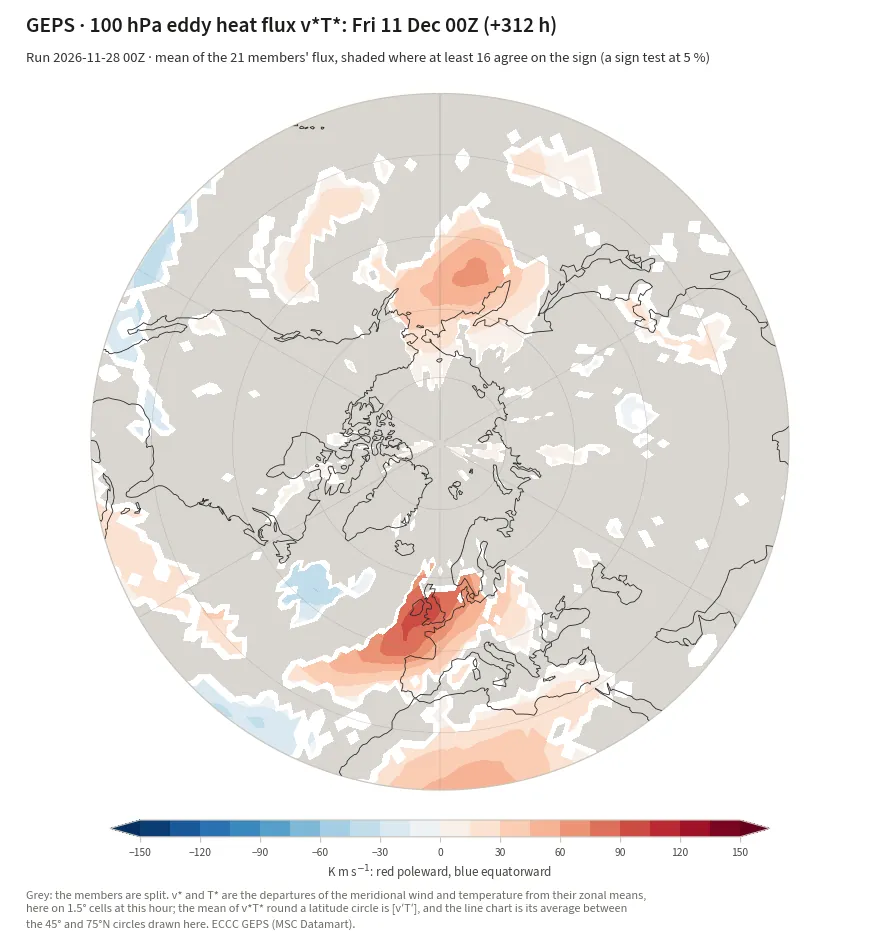 GEPS · 100 hPa eddy heat flux v*T*: Fri 11 Dec 00Z (+312 h)
Run 2026-11-28 00Z · mean of the 21 members' flux, shaded where at least 16 agree on the sign (a sign test at 5 %)
−150 −120 −90 −60 −30 0 30 60 90 120 150
K m s⁻¹: red poleward, blue equatorward
Grey: the members are split. v* and T* are the departures of the meridional wind and temperature from their zonal means,
here on 1.5° cells at this hour; the mean of v*T* round a latitude circle is [v'T'], and the line chart is its average between
the 45° and 75°N circles drawn here. ECCC GEPS (MSC Datamart).